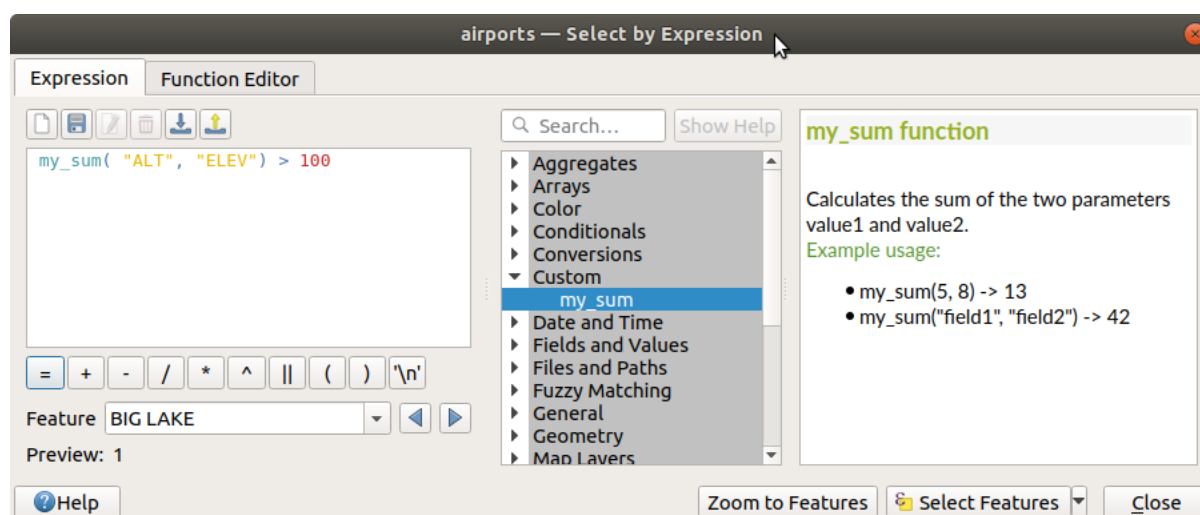 airports — Select by Expression
Expression
Function Editor
Search...
Show Help
my_sum( "ALT", "ELEV") > 100
= + - / * ^ || ( ) '\n'
Feature BIG LAKE
Preview: 1
Aggregates
Arrays
Color
Conditionals
Conversions
Custom
my_sum
Date and Time
Fields and Values
Files and Paths
Fuzzy Matching
General
Geometry
Map Layers
my_sum function
Calculates the sum of the two parameters
value1 and value2.
Example usage:
• my_sum(5, 8) -> 13
• my_sum("field1", "field2") -> 42
Help
Zoom to Features
Select Features
Close